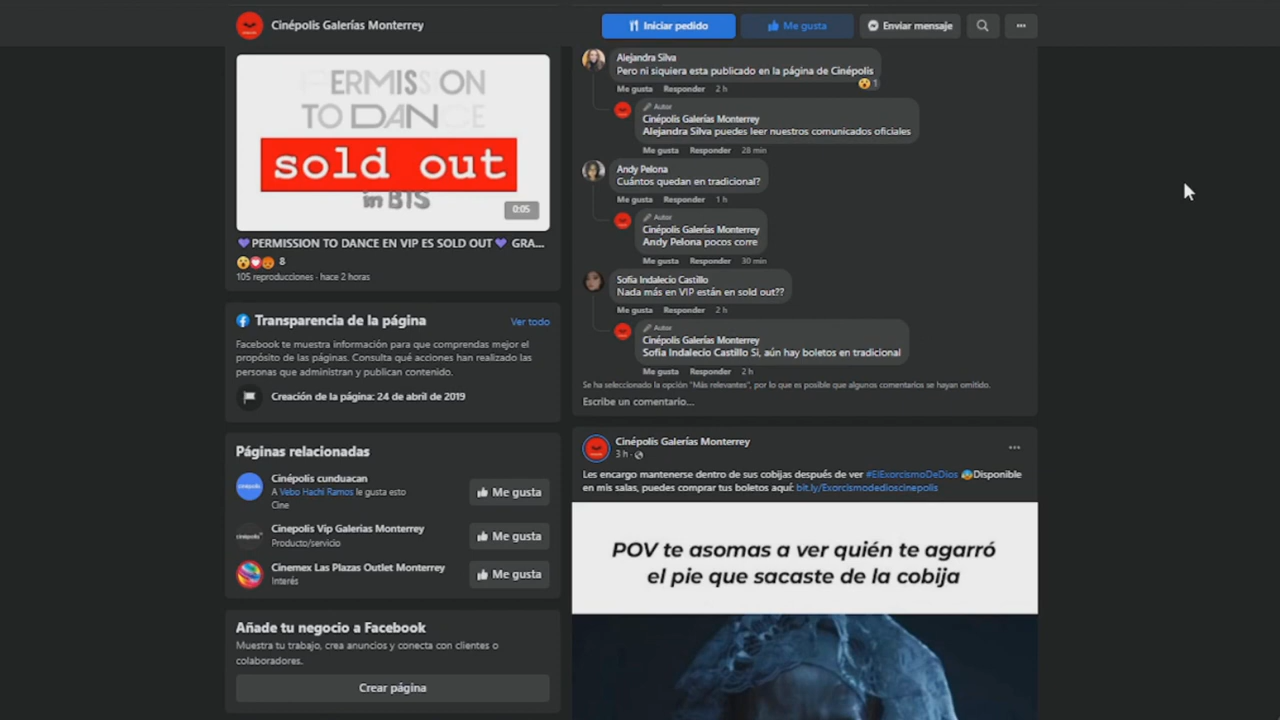 Cinépolis Galerías Monterrey
Iniciar pedido
Me gusta
Enviar mensaje
PERMISSION
TO DANCE
sold out
in BTS
0:05
💜PERMISSION TO DANCE EN VIP ES SOLD OUT💜 GRA...
8
105 reproducciones · hace 2 horas
Transparencia de la página
Ver todo
Facebook te muestra información para que comprendas mejor el
propósito de las páginas. Consulta qué acciones han realizado las
personas que administran y publican contenido.
Creación de la página: 24 de abril de 2019
Páginas relacionadas
Cinépolis cunduacan
A Vebo Hachi Ramos le gusta esto
Cine
Me gusta
Cinepolis Vip Galerias Monterrey
Producto/servicio
Me gusta
Cinemex Las Plazas Outlet Monterrey
Interés
Me gusta
Añade tu negocio a Facebook
Muestra tu trabajo, crea anuncios y conecta con clientes o
colaboradores.
Crear página
Alejandra Silva
Pero ni siquiera esta publicado en la página de Cinépolis
1
Me gusta Responder 2 h
Autor
Cinépolis Galerías Monterrey
Alejandra Silva puedes leer nuestros comunicados oficiales
Me gusta Responder 28 min
Andy Pelona
Cuántos quedan en tradicional?
Me gusta Responder 1 h
Autor
Cinépolis Galerías Monterrey
Andy Pelona pocos corre
Me gusta Responder 30 min
Sofía Indalecio Castillo
Nada más en VIP están en sold out??
Me gusta Responder 2 h
Autor
Cinépolis Galerías Monterrey
Sofía Indalecio Castillo Si, aún hay boletos en tradicional
Me gusta Responder 2 h
Se ha seleccionado la opción "Más relevantes", por lo que es posible que algunos comentarios se hayan omitido.
Escribe un comentario...
Cinépolis Galerías Monterrey
3 h ·
Les encargo mantenerse dentro de sus cobijas después de ver #ElExorcismoDeDios 😰Disponible
en mis salas, puedes comprar tus boletos aquí: bit.ly/Exorcismodedioscinepolis
POV te asomas a ver quién te agarró
el pie que sacaste de la cobija